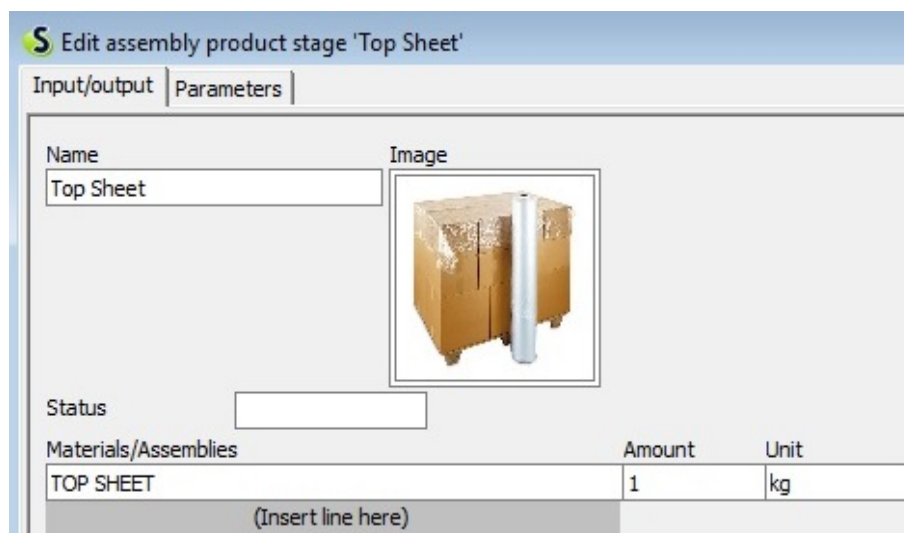 Edit assembly product stage 'Top Sheet'
Input/output Parameters
Name Image
Top Sheet
Status
Materials/Assemblies Amount Unit
TOP SHEET 1 kg
(Insert line here)